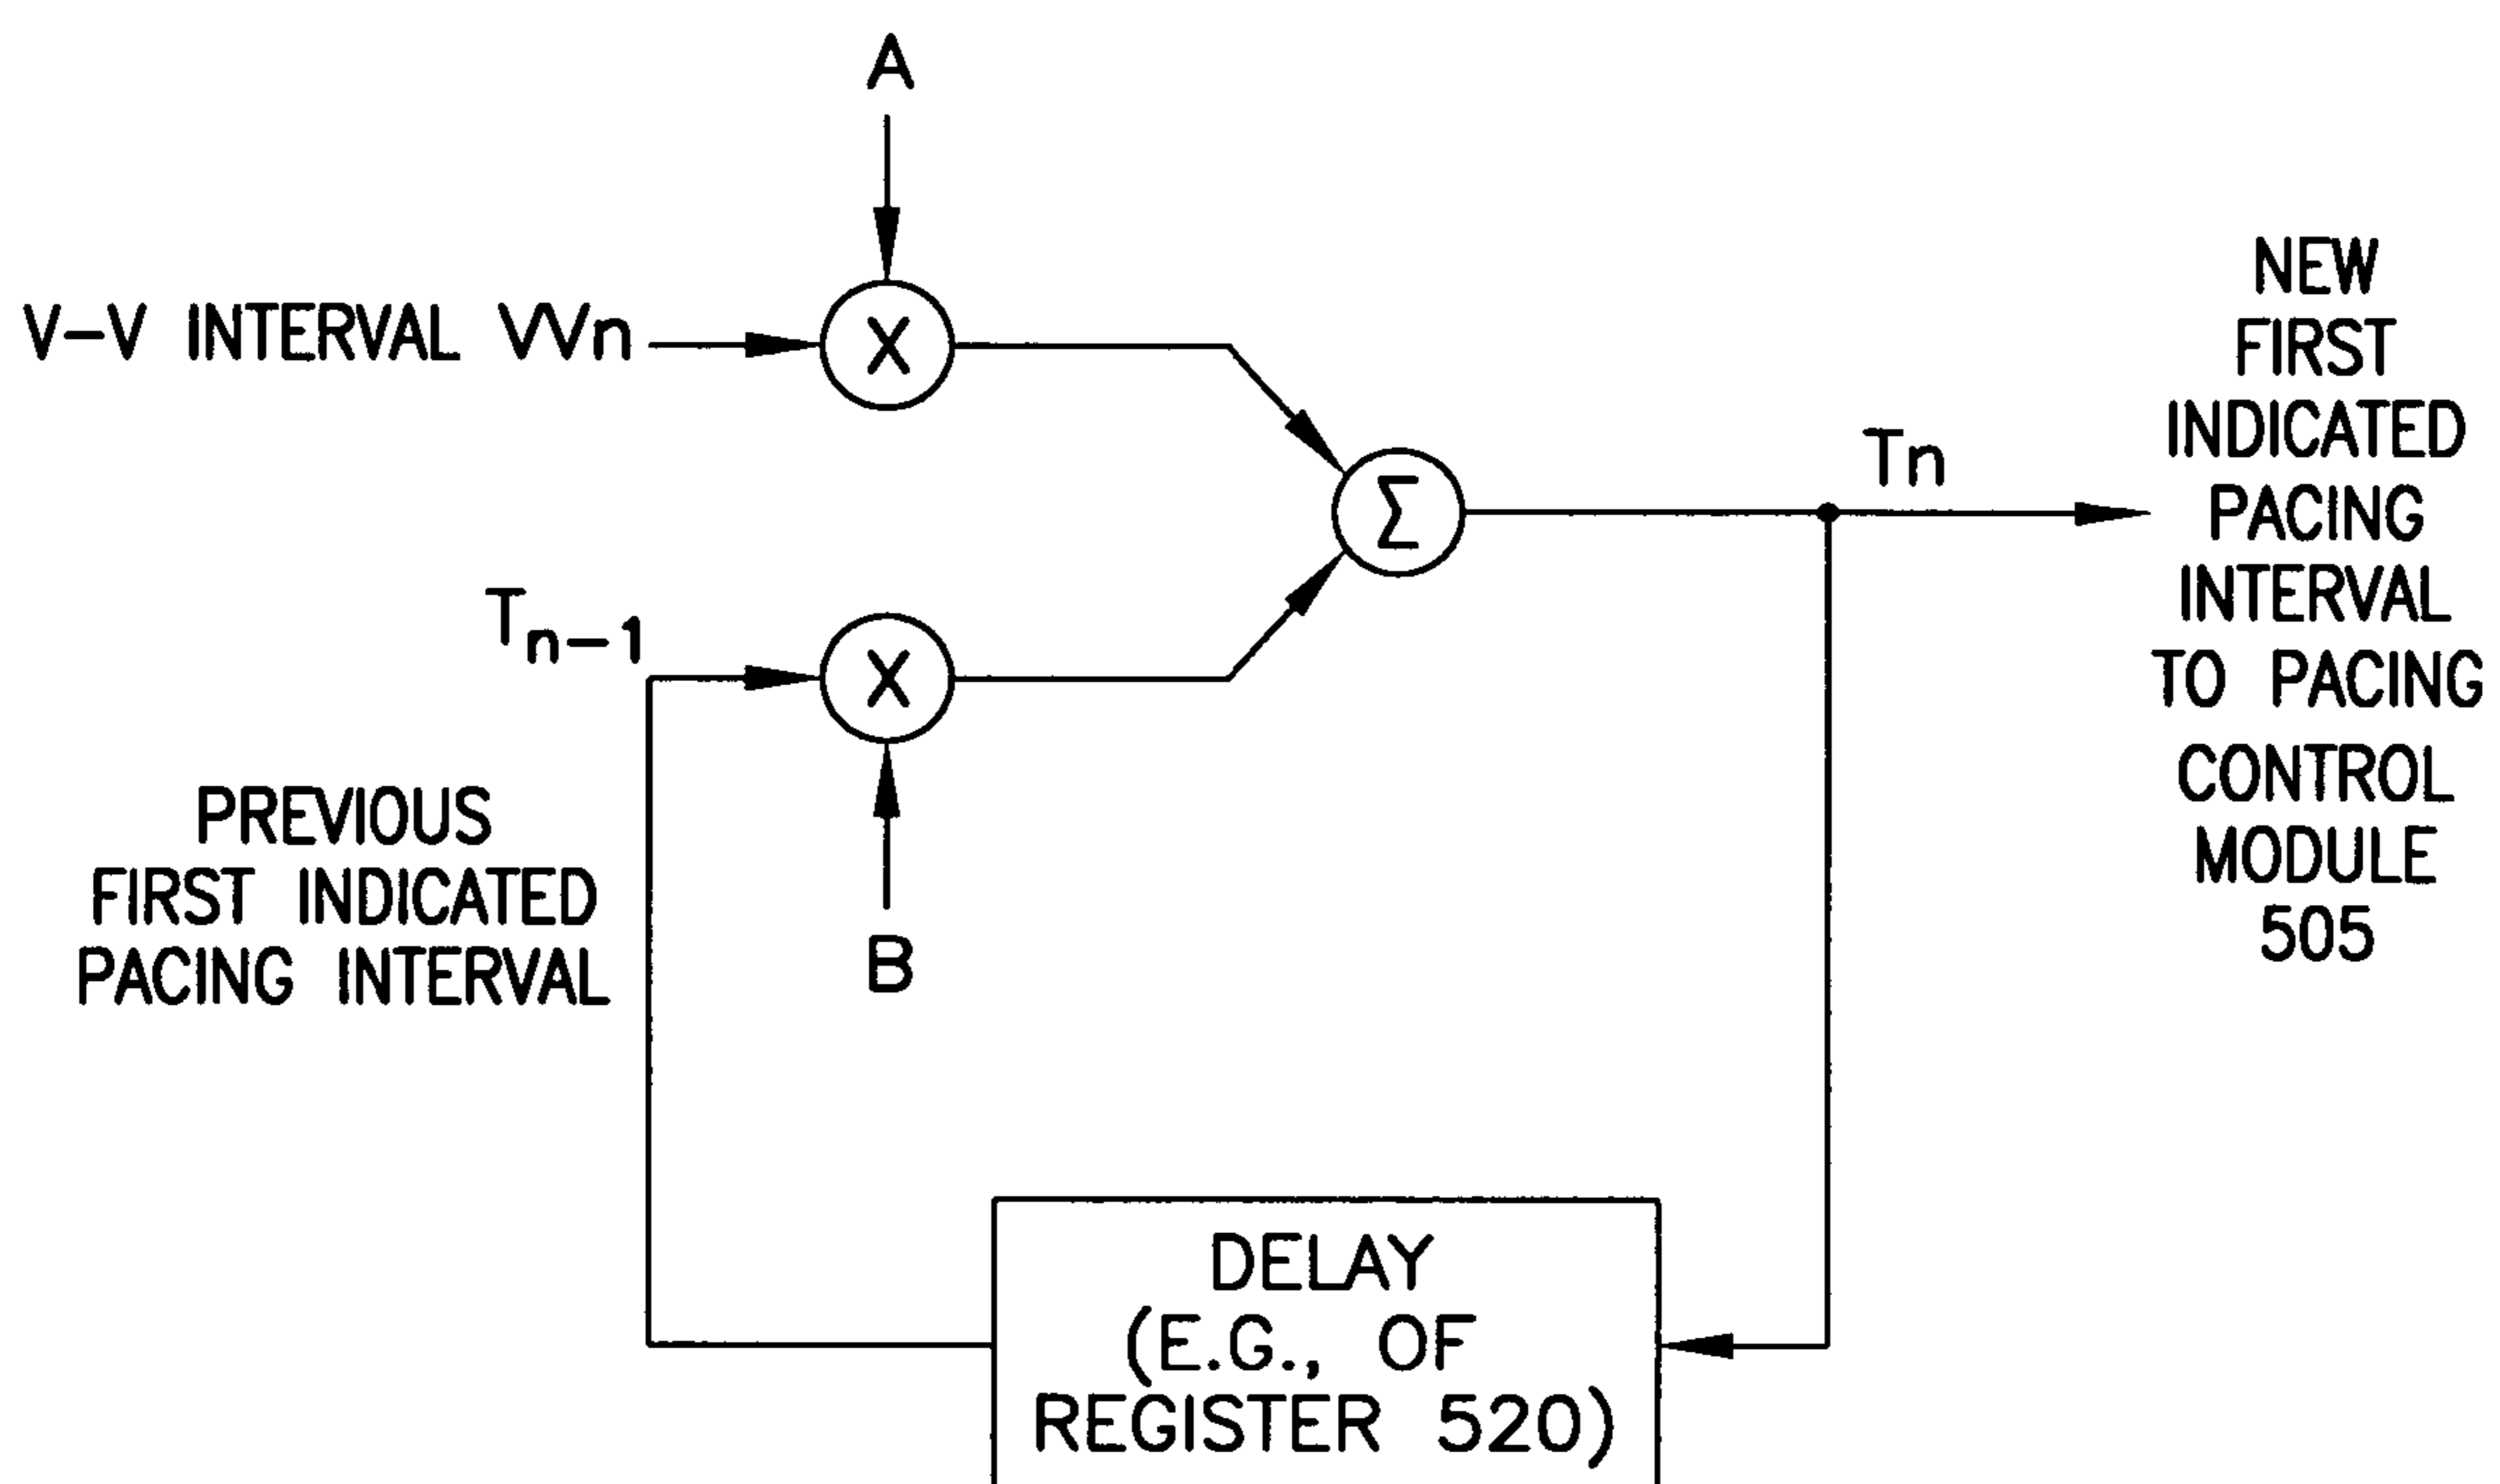 A
V-V INTERVAL VVn
Tn-1
PREVIOUS
FIRST INDICATED
PACING INTERVAL
X
X
B
Σ
Tn
NEW
FIRST
INDICATED
PACING
INTERVAL
TO PACING
CONTROL
MODULE
505
DELAY
(E.G., OF
REGISTER 520)